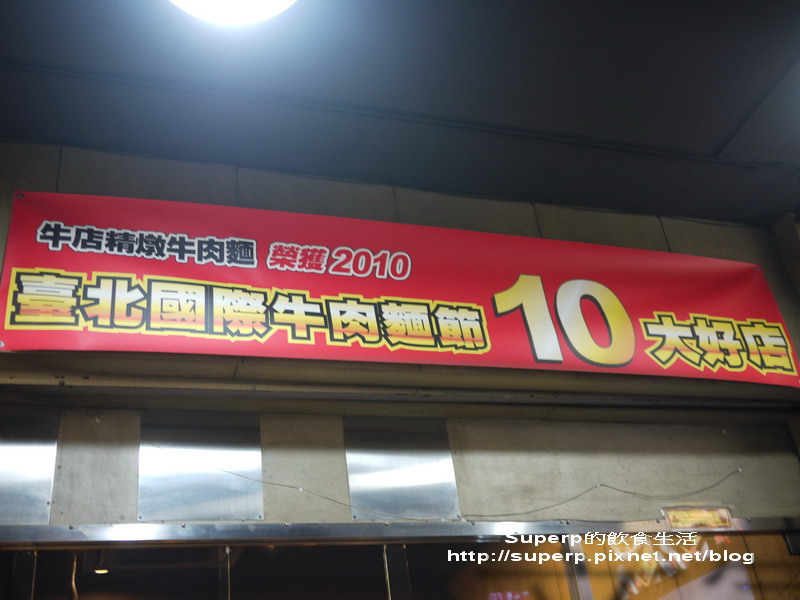 牛店精燉牛肉麵 榮獲2010
臺北國際牛肉麵節10大好店
Superp的飲食生活
http://superp.pixnet.net/blog